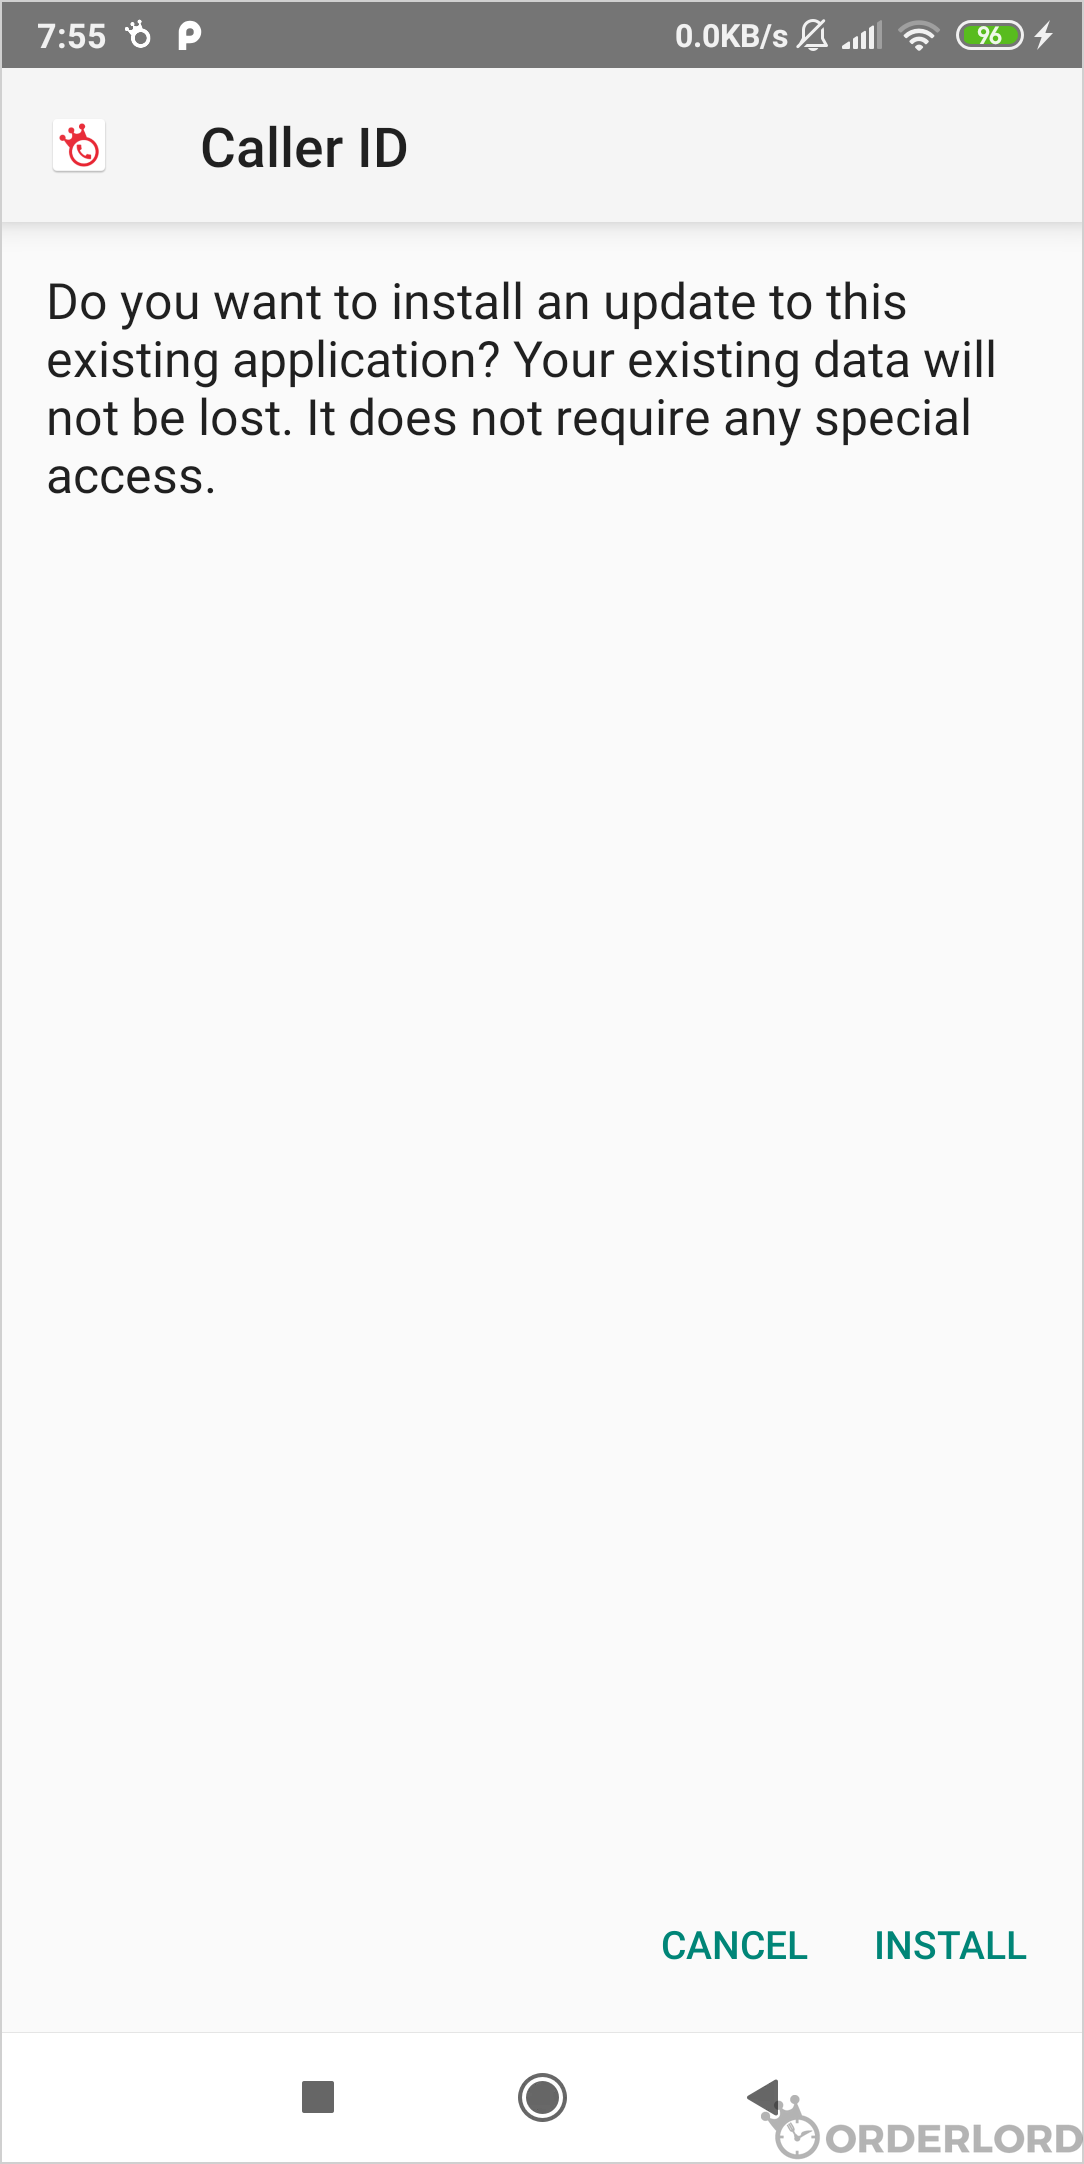 7:55 0.0KB/s 96
Caller ID
Do you want to install an update to this
existing application? Your existing data will
not be lost. It does not require any special
access.
CANCEL INSTALL
ORDERLORD